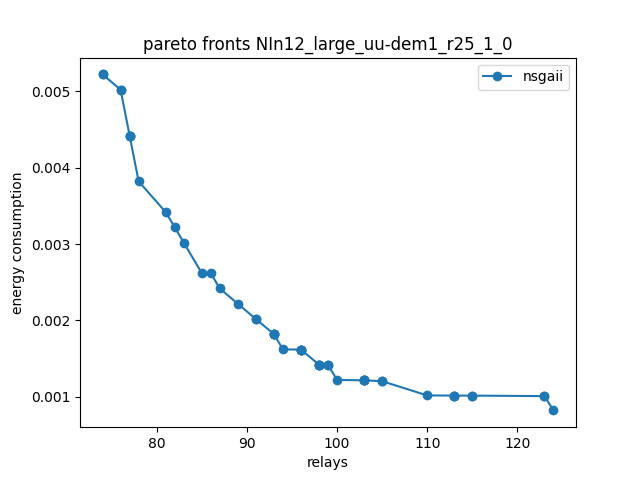 pareto fronts NIn12_large_uu-dem1_r25_1_0
nsgaii
energy consumption
0.005
0.004
0.003
0.002
0.001
80 90 100 110 120
relays